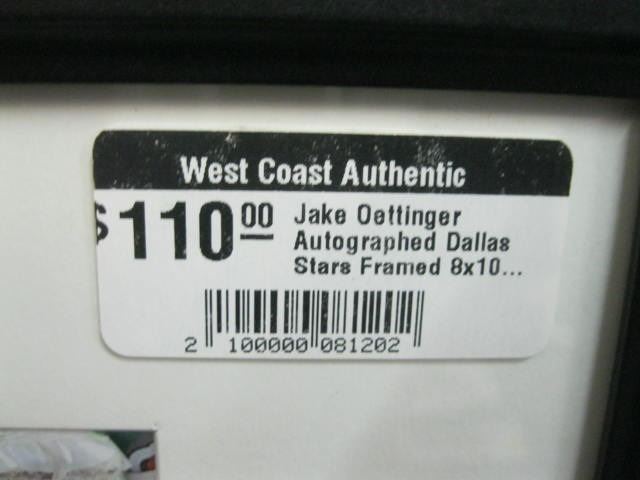 West Coast Authentic
$110.00 Jake Oettinger
Autographed Dallas
Stars Framed 8x10...
2 100000 081202